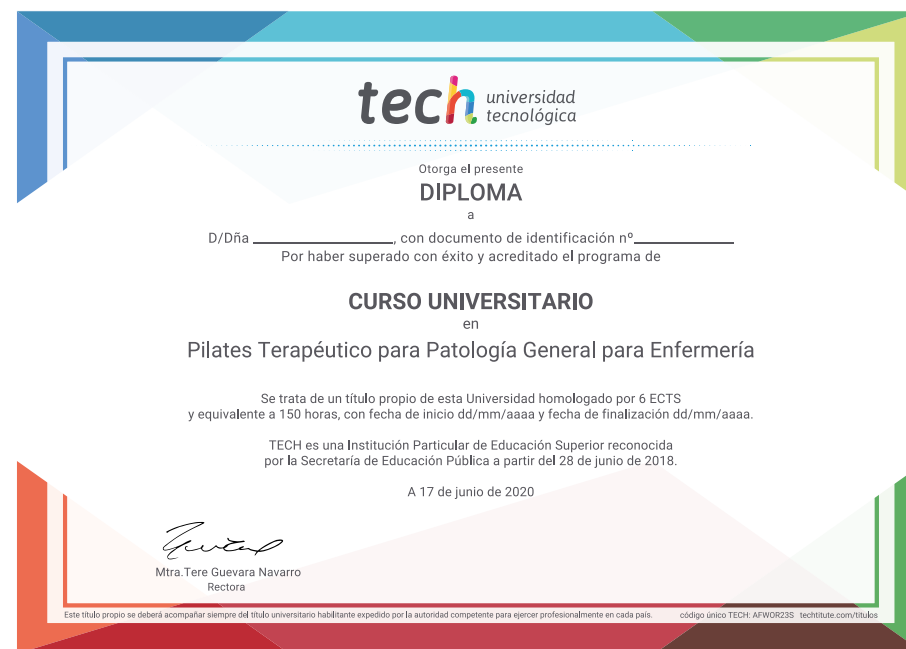 tech universidad
tecnológica
Otorga el presente
DIPLOMA
a
D/Dña ____________________, con documento de identificación nº______________
Por haber superado con éxito y acreditado el programa de
CURSO UNIVERSITARIO
en
Pilates Terapéutico para Patología General para Enfermería
Se trata de un título propio de esta Universidad homologado por 6 ECTS
y equivalente a 150 horas, con fecha de inicio dd/mm/aaaa y fecha de finalización dd/mm/aaaa.
TECH es una Institución Particular de Educación Superior reconocida
por la Secretaría de Educación Pública a partir del 28 de junio de 2018.
A 17 de junio de 2020
Mtra.Tere Guevara Navarro
Rectora
Este título propio se deberá acompañar siempre del título universitario habilitante expedido por la autoridad competente para ejercer profesionalmente en cada país. código único TECH: AFWOR23S techtitute.com/titulos